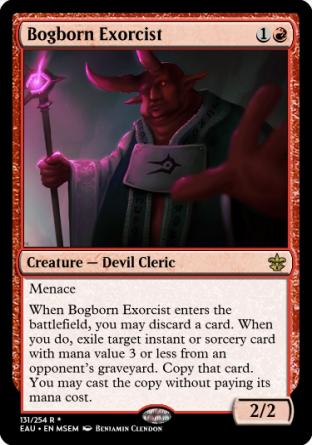 Bogborn Exorcist 1
Creature — Devil Cleric
Menace
When Bogborn Exorcist enters the
battlefield, you may discard a card. When
you do, exile target instant or sorcery card
with mana value 3 or less from an
opponent's graveyard. Copy that card.
You may cast the copy without paying its
mana cost.
2/2
131/254 R *
EAU • EN MSEM Benjamin Clendon